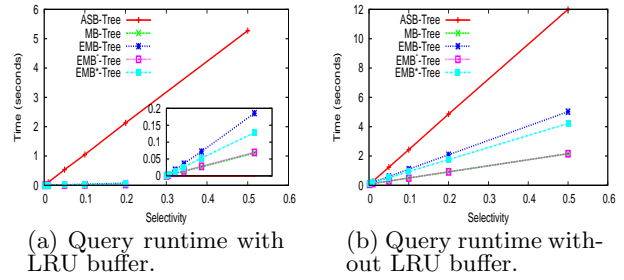 6
5
4
3
2
1
0
Time (seconds)
ASB-Tree
MB-Tree
EMB-Tree
EMB⁻-Tree
EMB*-Tree
0.2
0.15
0.1
0.05
0
0 0.1 0.2 0.3 0.4 0.5 0.6
Selectivity
12
10
8
6
4
2
0
Time (seconds)
ASB-Tree
MB-Tree
EMB-Tree
EMB⁻-Tree
EMB*-Tree
0 0.1 0.2 0.3 0.4 0.5 0.6
Selectivity
(a) Query runtime with
LRU buffer.
(b) Query runtime with-
out LRU buffer.